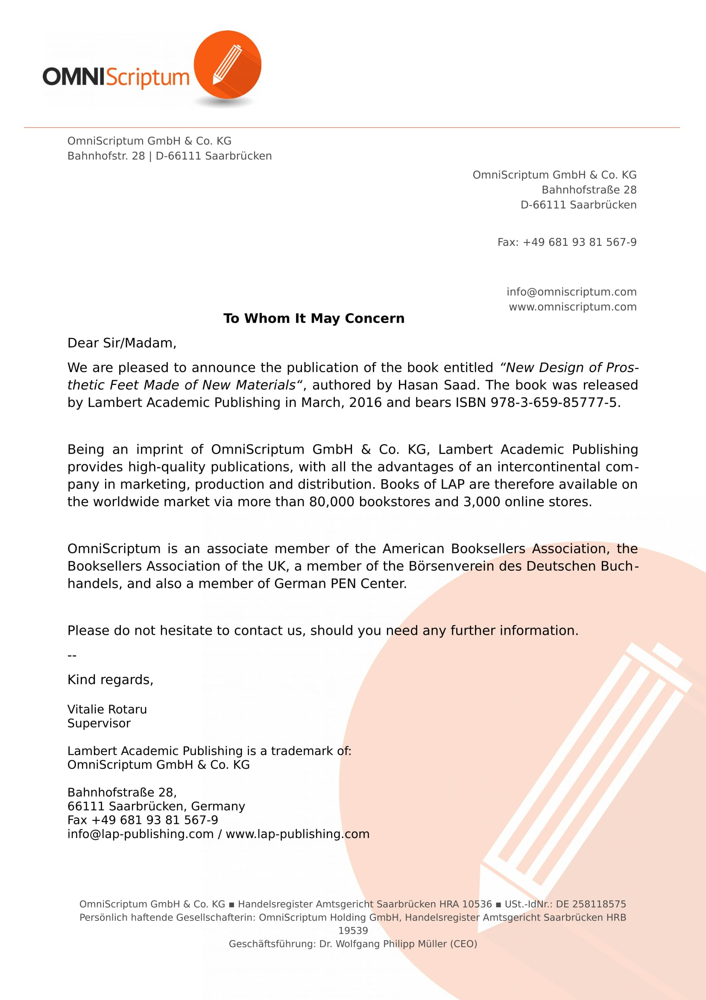 OMNIScriptum
OmniScriptum GmbH & Co. KG
Bahnhofstr. 28 | D-66111 Saarbrücken
OmniScriptum GmbH & Co. KG
Bahnhofstraße 28
D-66111 Saarbrücken
Fax: +49 681 93 81 567-9
info@omniscriptum.com
www.omniscriptum.com
To Whom It May Concern
Dear Sir/Madam,
We are pleased to announce the publication of the book entitled “New Design of Pros-
thetic Feet Made of New Materials“, authored by Hasan Saad. The book was released
by Lambert Academic Publishing in March, 2016 and bears ISBN 978-3-659-85777-5.
Being an imprint of OmniScriptum GmbH & Co. KG, Lambert Academic Publishing
provides high-quality publications, with all the advantages of an intercontinental com-
pany in marketing, production and distribution. Books of LAP are therefore available on
the worldwide market via more than 80,000 bookstores and 3,000 online stores.
OmniScriptum is an associate member of the American Booksellers Association, the
Booksellers Association of the UK, a member of the Börsenverein des Deutschen Buch-
handels, and also a member of German PEN Center.
Please do not hesitate to contact us, should you need any further information.
--
Kind regards,
Vitalie Rotaru
Supervisor
Lambert Academic Publishing is a trademark of:
OmniScriptum GmbH & Co. KG
Bahnhofstraße 28,
66111 Saarbrücken, Germany
Fax +49 681 93 81 567-9
info@lap-publishing.com / www.lap-publishing.com
OmniScriptum GmbH & Co. KG ▪ Handelsregister Amtsgericht Saarbrücken HRA 10536 ▪ USt.-IdNr.: DE 258118575
Persönlich haftende Gesellschafterin: OmniScriptum Holding GmbH, Handelsregister Amtsgericht Saarbrücken HRB
19539
Geschäftsführung: Dr. Wolfgang Philipp Müller (CEO)